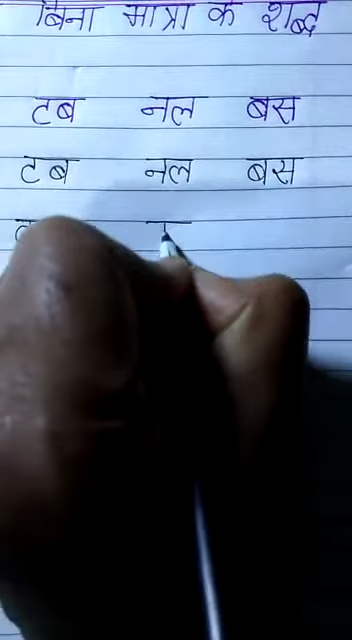 बिना मात्रा के शब्द
टब नल बस
टब नल बस